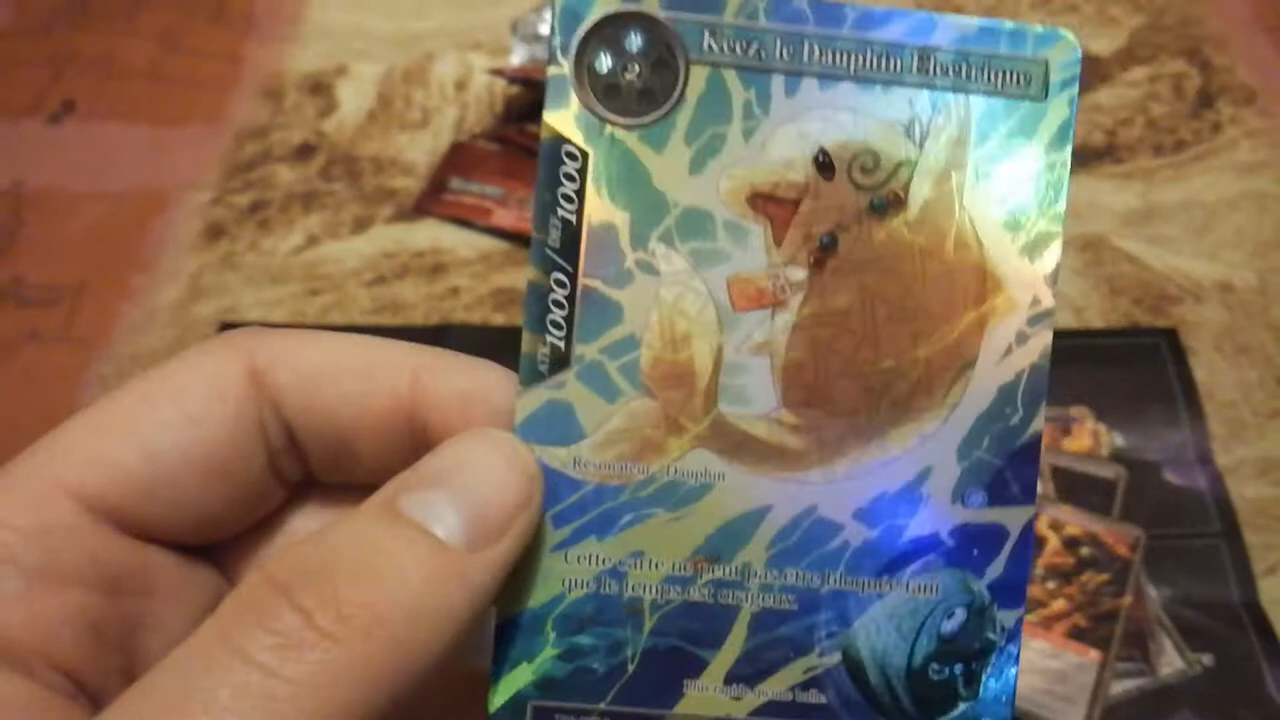 2
Keez, le Dauphin Électrique
ATK 1000 / DEF 1000
Résonateur / Dauphin
Cette carte ne peut pas être bloquée tant
que le temps est orageux.
Plus rapide qu'une balle.